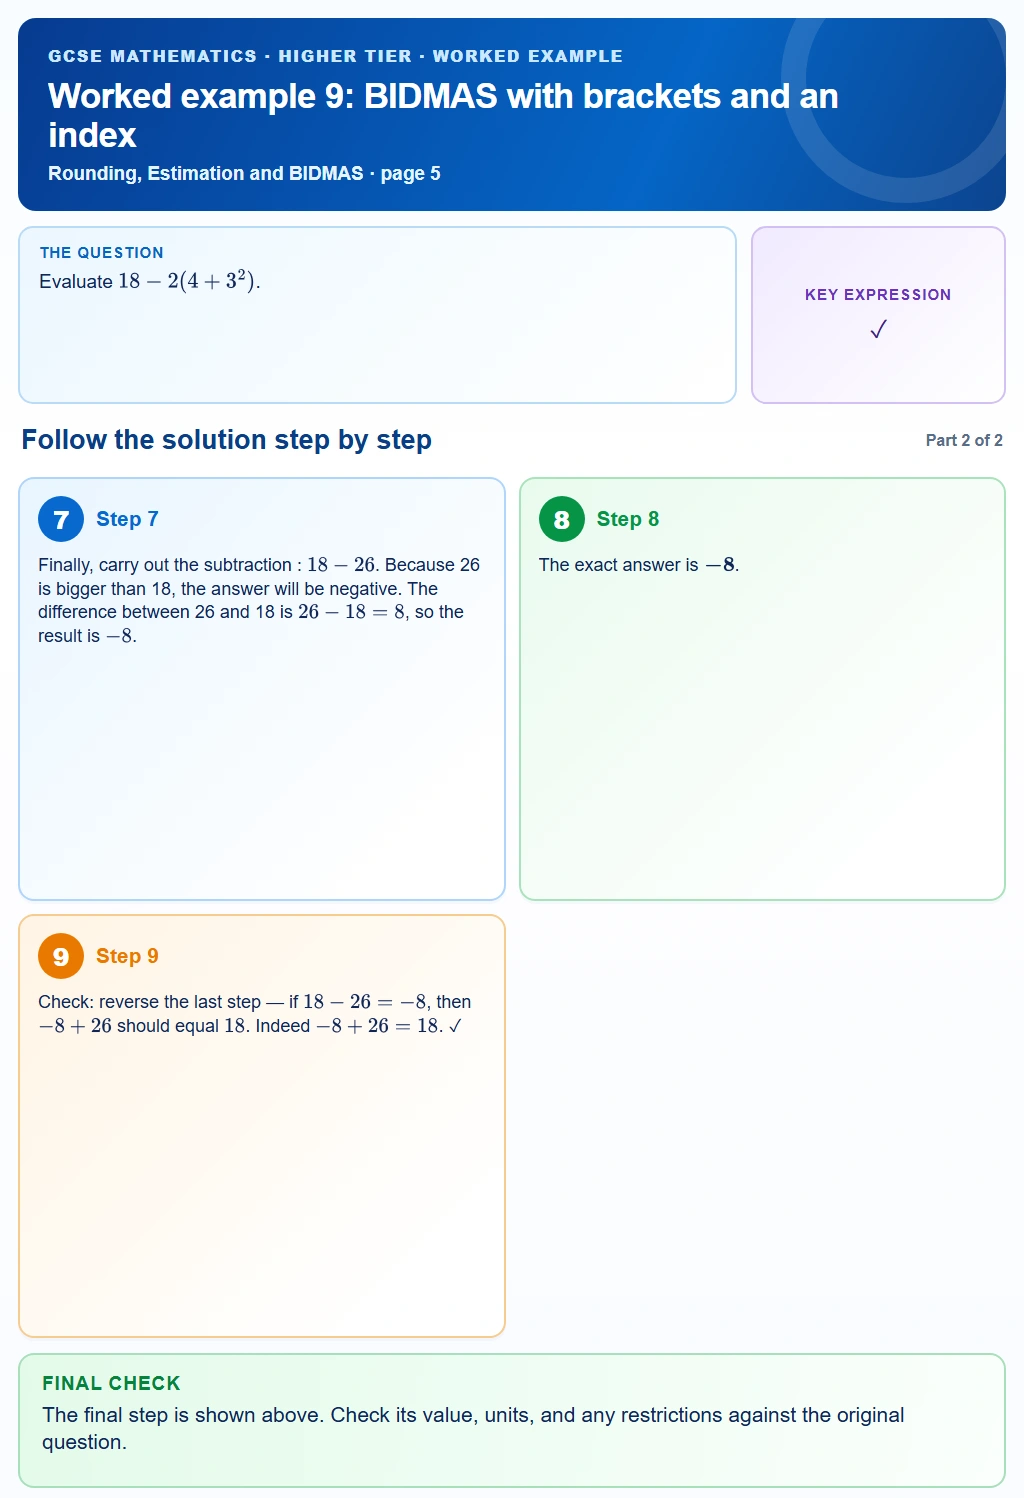 GCSE MATHEMATICS · HIGHER TIER · WORKED EXAMPLE
Worked example 9: BIDMAS with brackets and an
index
Rounding, Estimation and BIDMAS · page 5
THE QUESTION
Evaluate 18 − 2(4 + 3²).
KEY EXPRESSION
✓
Follow the solution step by step
Part 2 of 2
7 Step 7
Finally, carry out the subtraction : 18 − 26. Because 26
is bigger than 18, the answer will be negative. The
difference between 26 and 18 is 26 − 18 = 8, so the
result is −8.
8 Step 8
The exact answer is −8.
9 Step 9
Check: reverse the last step — if 18 − 26 = −8, then
−8 + 26 should equal 18. Indeed −8 + 26 = 18. ✓
FINAL CHECK
The final step is shown above. Check its value, units, and any restrictions against the original
question.